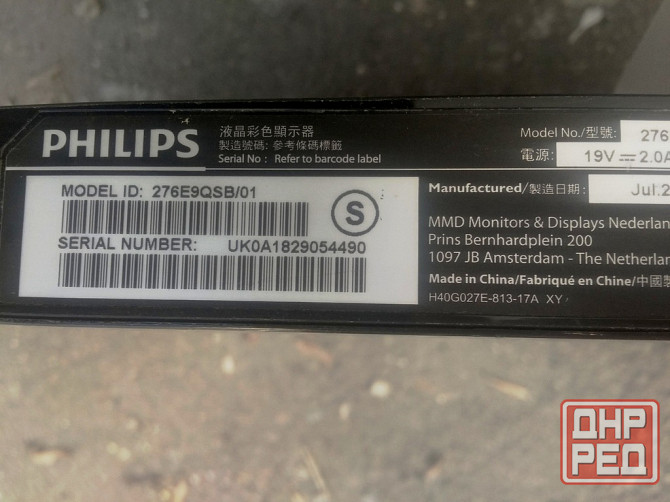 PHILIPS
液晶彩色顯示器
製造號碼: 參考條碼標籤
Serial No : Refer to barcode label
Model No./型號: 276
電源: 19V ⎓ 2.0A
MODEL ID: 276E9QSB/01
S
SERIAL NUMBER: UK0A1829054490
Manufactured/製造日期: Jul.2
MMD Monitors & Displays Nederlan
Prins Bernhardplein 200
1097 JB Amsterdam - The Netherla
Made in China/Fabriqué en Chine/中國製
H40G027E-813-17A XY
ДНР
РЕД